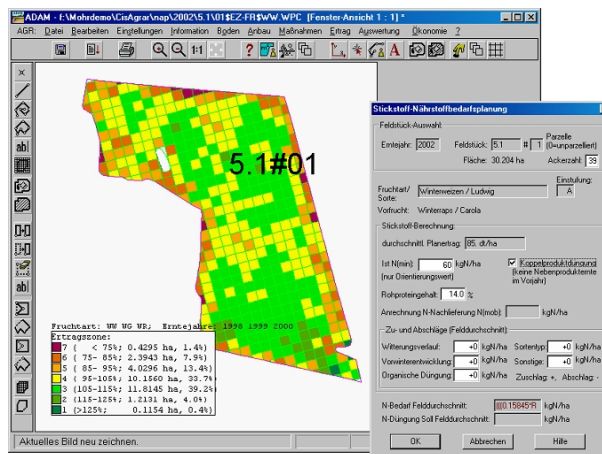 ADAM - f:\Mohrdemo\CisAgrar\nap\2002\5.1\01$EZ-FR$WW.WPC [Fenster-Ansicht 1 : 1] *
AGR: Datei Bearbeiten Einstellungen Information Boden Anbau Maßnahmen Ertrag Auswertung Ökonomie ?
1:1
?
A
ab|
ab|
5.1#01
Fruchtart: WW WG WR; Erntejahre: 1998 1999 2000
Ertragszone:
7 ( < 75%; 0.4295 ha, 1.4%)
6 ( 75- 85%; 2.3943 ha, 7.9%)
5 ( 85- 95%; 4.0296 ha, 13.4%)
4 ( 95-105%; 10.1560 ha, 33.7%)
3 (105-115%; 11.8145 ha, 39.2%)
2 (115-125%; 1.2131 ha, 4.0%)
1 (>125%; 0.1154 ha, 0.4%)
Aktuelles Bild neu zeichnen.
Stickstoff-Nährstoffbedarfsplanung
Feldstück-Auswahl:
Erntejahr: 2002 Feldstück: 5.1 # 1 Parzelle (0=unparzelliert)
Fläche: 30.204 ha Ackerzahl: 39
Einstufung:
Fruchtart/ Sorte: Winterweizen / Ludwig A
Vorfrucht: Winterraps / Carola
Stickstoff-Berechnung:
durchschnittl. Planertrag: 85. dt/ha
Ist N(min): 60 kgN/ha Koppelproduktdüngung
(nur Orientierungswert) (keine Nebenprodukternte im Vorjahr)
Rohproteingehalt: 14.0 %
Anrechnung N-Nachlieferung N(mob): kgN/ha
Zu- und Abschläge (Felddurchschnitt):
Witterungsverlauf: +0 kgN/ha Sortentyp: +0 kgN/ha
Vorwinterentwicklung: +0 kgN/ha Sonstige: +0 kgN/ha
Organische Düngung: +0 kgN/ha Zuschlag: +, Abschlag: -
N-Bedarf Felddurchschnitt: (((0.15845*R kgN/ha
N-Düngung Soll Felddurchschnitt: kgN/ha
OK Abbrechen Hilfe